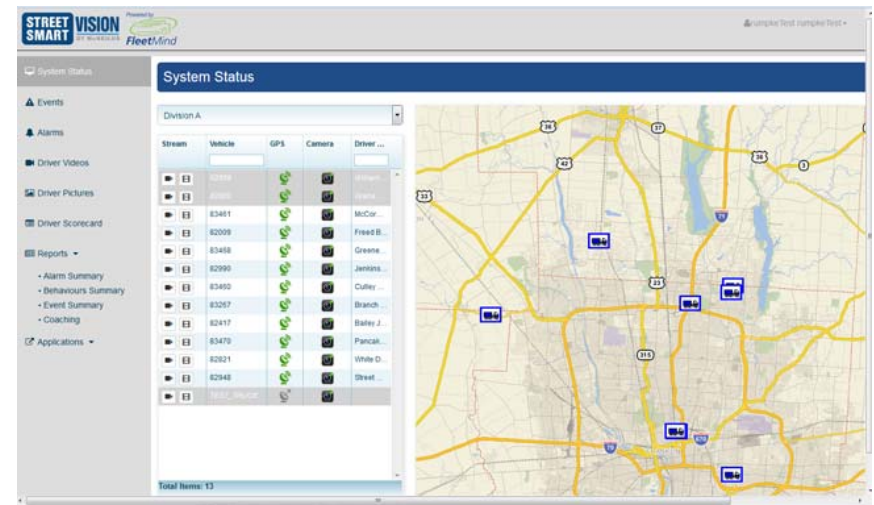 Powered by
STREET VISION
SMART
FleetMind
System Status
System Status
Events
Alarms
Driver Videos
Driver Pictures
Driver Scorecard
Reports
• Alarm Summary
• Behaviours Summary
• Event Summary
• Coaching
Applications
Division A
Stream Vehicle GPS Camera Driver ...
83461 McCor...
82009 Freed B...
83458 Greene...
82990 Jenkins...
83460 Culley ...
83267 Branch ...
82417 Bailey J...
83470 Pancak...
82821 White D...
82948 Street ...
Total Items: 13
36
37
42
36
3
33
71
23
315
70
670